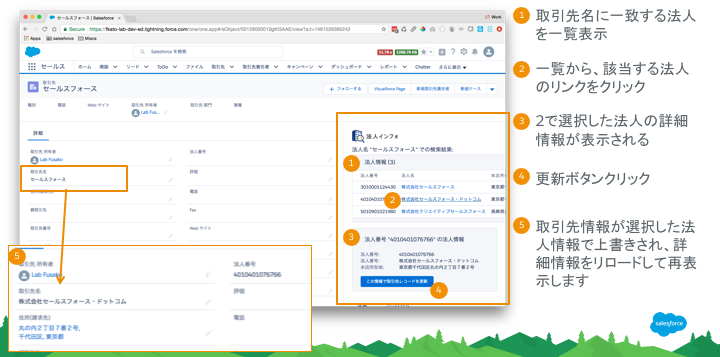 セールスフォース | Salesforce
Work
Secure https://fkato-lab-dev-ed.lightning.force.com/one/one.app#/sObject/00128000019gKt3AAE/view?a:t=1491529380242
Apps salesforce Miscs
Salesforce を検索
セールス ホーム 商談 リード ToDo ファイル 取引先 取引先責任者 キャンペーン ダッシュボード レポート Chatter さらに表示
取引先
セールスフォース
+ フォローする Visualforce Page 新規取引先責任者 新規ケース
種別 電話 Web サイト 取引先 所有者 取引先 部門 業種
Lab Fus...
詳細
取引先 所有者
Lab Fusako
法人番号
取引先名
セールスフォース
評価
電話
親取引先
Fax
取引先番号
Web サイト
法人インフォ
法人名 "セールスフォース" での検索結果:
1
法人情報 (3)
法人番号 法人名 本店所
3010001124430 株式会社セールスフォース 東京都
株式会社セールスフォース・ドットコム 東京都
2
5010901021980 株式会社クリエイティブセールスフォース 長崎県
3
法人番号 "4010401076766" の法人情報
法人番号: 4010401076766
法人名: 株式会社セールスフォース・ドットコム
本店所在地: 東京都千代田区丸の内２丁目７番２号
この情報で取引先レコードを更新
4
5
取引先 所有者
Lab Fusako
法人番号
4010401076766
取引先名
株式会社セールスフォース・ドットコム
評価
住所(請求先)
丸の内２丁目７番２号,
千代田区, 東京都
電話
1 取引先名に一致する法人
を一覧表示
2 一覧から、該当する法人
のリンクをクリック
3 2で選択した法人の詳細
情報が表示される
4 更新ボタンクリック
5 取引先情報が選択した法
人情報で上書きされ、詳
細情報をリロードして再表
示します
salesforce